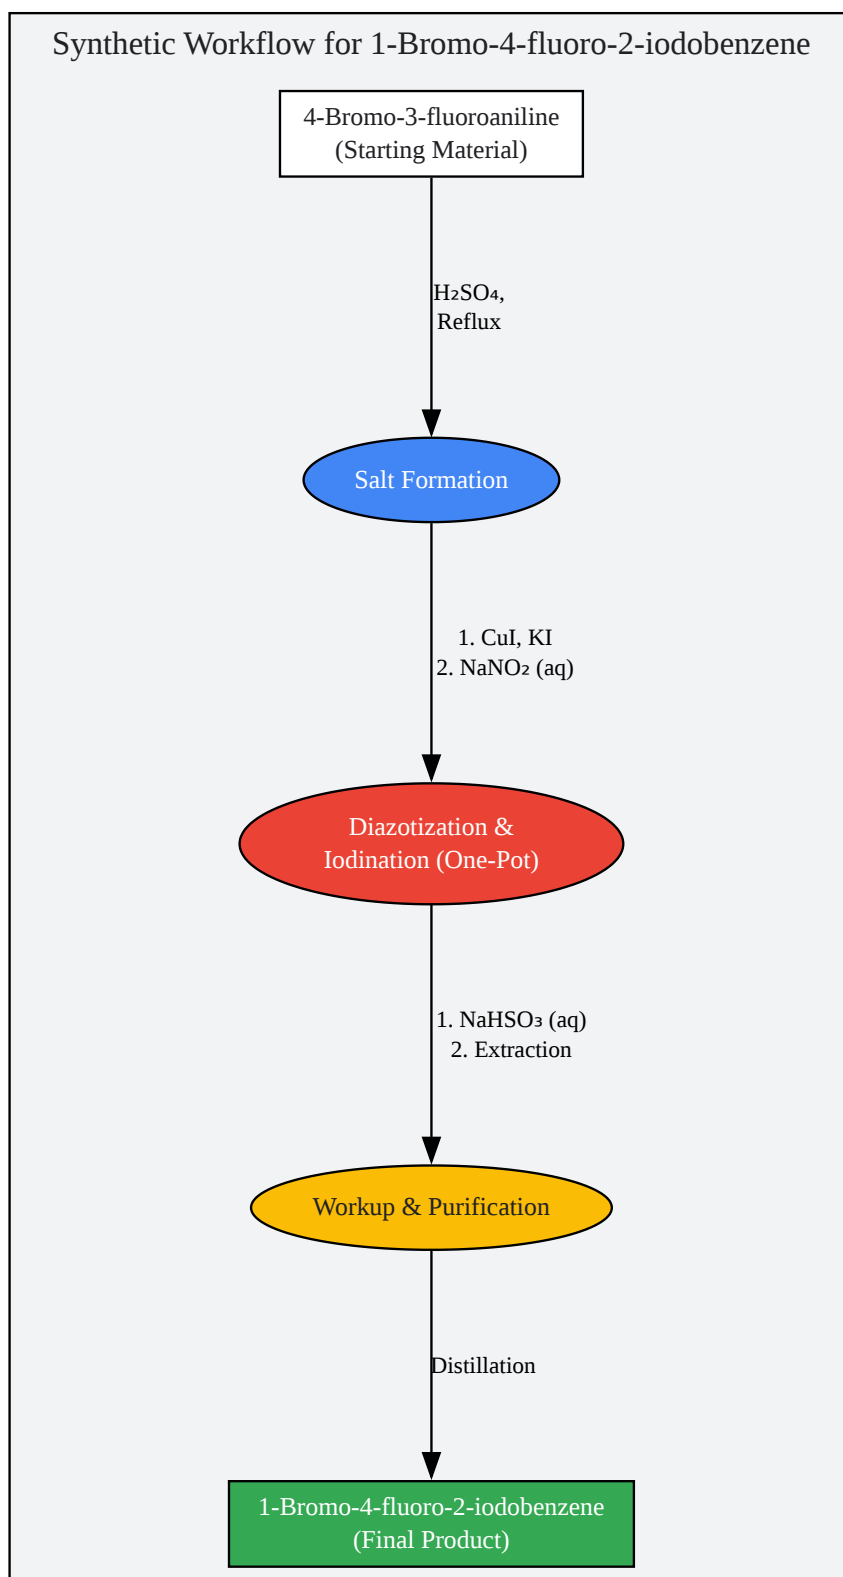 Synthetic Workflow for 1-Bromo-4-fluoro-2-iodobenzene
4-Bromo-3-fluoroaniline
(Starting Material)
H₂SO₄,
Reflux
Salt Formation
1. CuI, KI
2. NaNO₂ (aq)
Diazotization &
Iodination (One-Pot)
1. NaHSO₃ (aq)
2. Extraction
Workup & Purification
Distillation
1-Bromo-4-fluoro-2-iodobenzene
(Final Product)